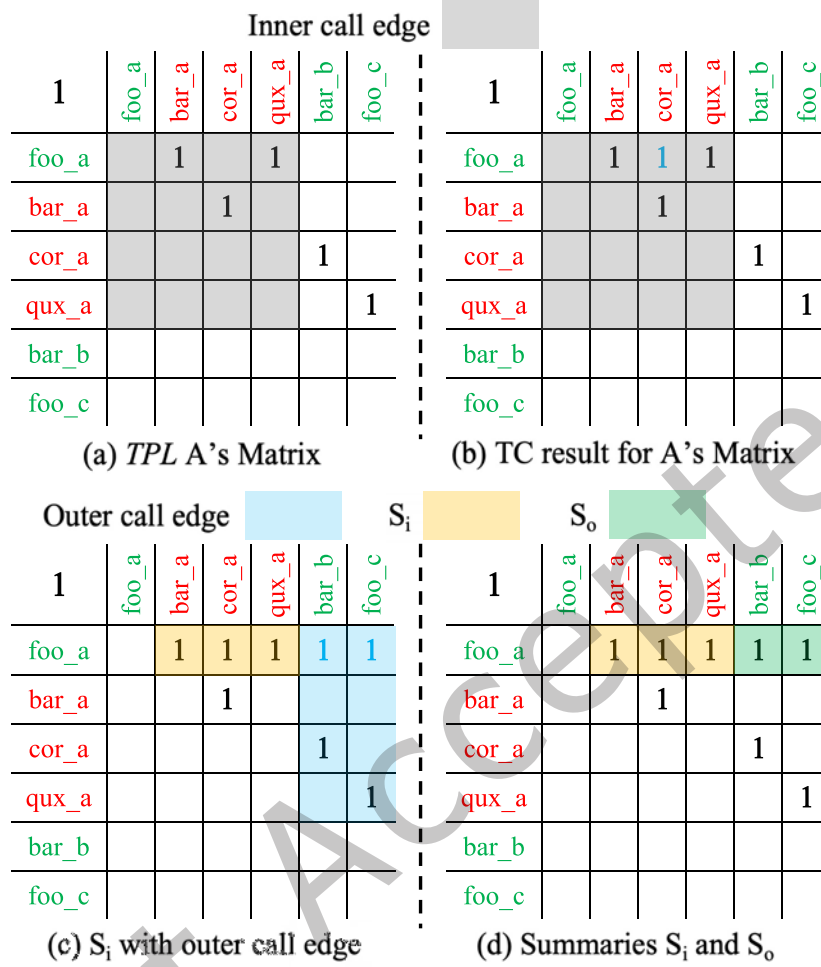 Inner call edge
1 foo_a bar_a cor_a qux_a bar_b foo_c
foo_a 1 1
bar_a 1
cor_a 1
qux_a 1
bar_b
foo_c
(a) TPL A's Matrix
1 foo_a bar_a cor_a qux_a bar_b foo_c
foo_a 1 1 1
bar_a 1
cor_a 1
qux_a 1
bar_b
foo_c
(b) TC result for A's Matrix
Outer call edge Si So
1 foo_a bar_a cor_a qux_a bar_b foo_c
foo_a 1 1 1 1 1
bar_a 1
cor_a 1
qux_a 1
bar_b
foo_c
(c) Si with outer call edge
1 foo_a bar_a cor_a qux_a bar_b foo_c
foo_a 1 1 1 1 1
bar_a 1
cor_a 1
qux_a 1
bar_b
foo_c
(d) Summaries Si and So